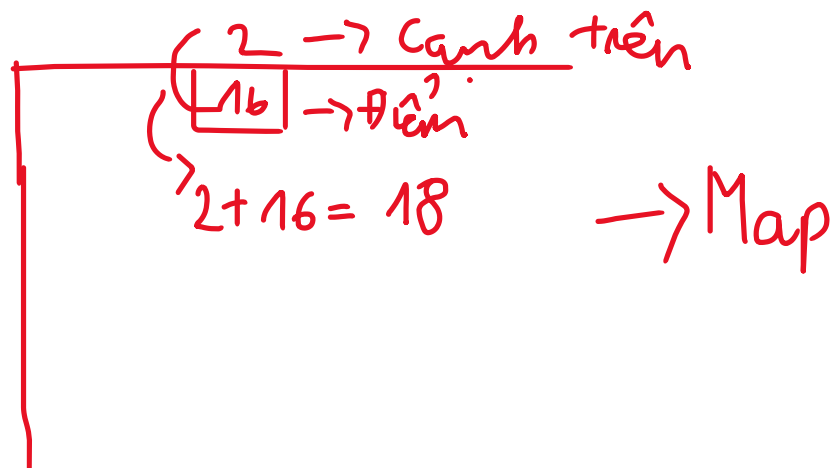 2 → Cạnh trên
16 → Điểm
2 + 16 = 18
→ Map